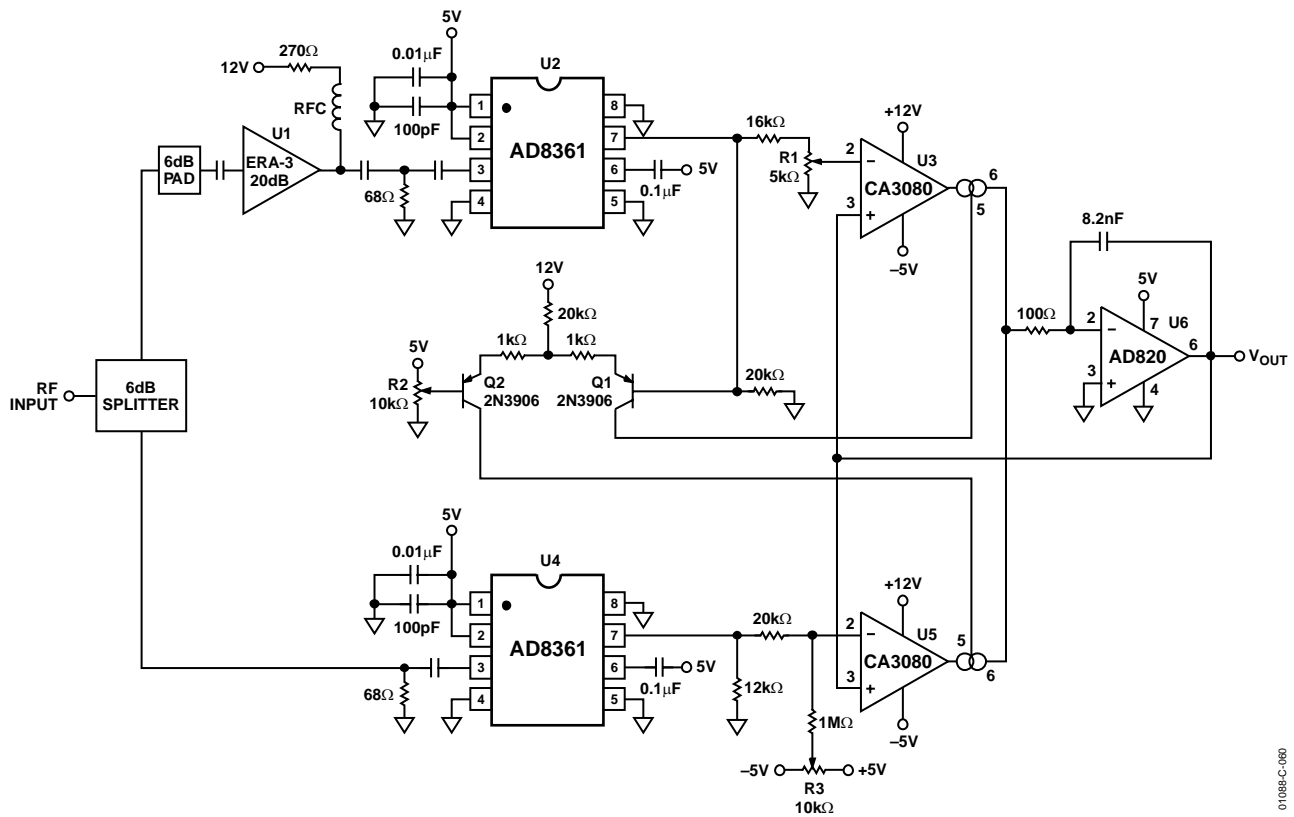 5V
0.01μF
270Ω
12V
RFC
100pF
U2
1
2
3
4
8
7
6
5
AD8361
U1
ERA-3
20dB
6dB
PAD
68Ω
0.1μF
5V
16kΩ
R1
5kΩ
+12V
U3
2
–
CA3080
3
+
–5V
6
5
12V
20kΩ
1kΩ
1kΩ
5V
R2
10kΩ
Q2
2N3906
Q1
2N3906
20kΩ
8.2nF
100Ω
5V
U6
2
–
7
6
AD820
3
+
4
VOUT
RF
INPUT
6dB
SPLITTER
5V
0.01μF
100pF
U4
1
2
3
4
8
7
6
5
AD8361
68Ω
0.1μF
5V
20kΩ
12kΩ
1MΩ
–5V
+5V
R3
10kΩ
+12V
U5
2
–
CA3080
3
+
–5V
5
6
01088-C-060